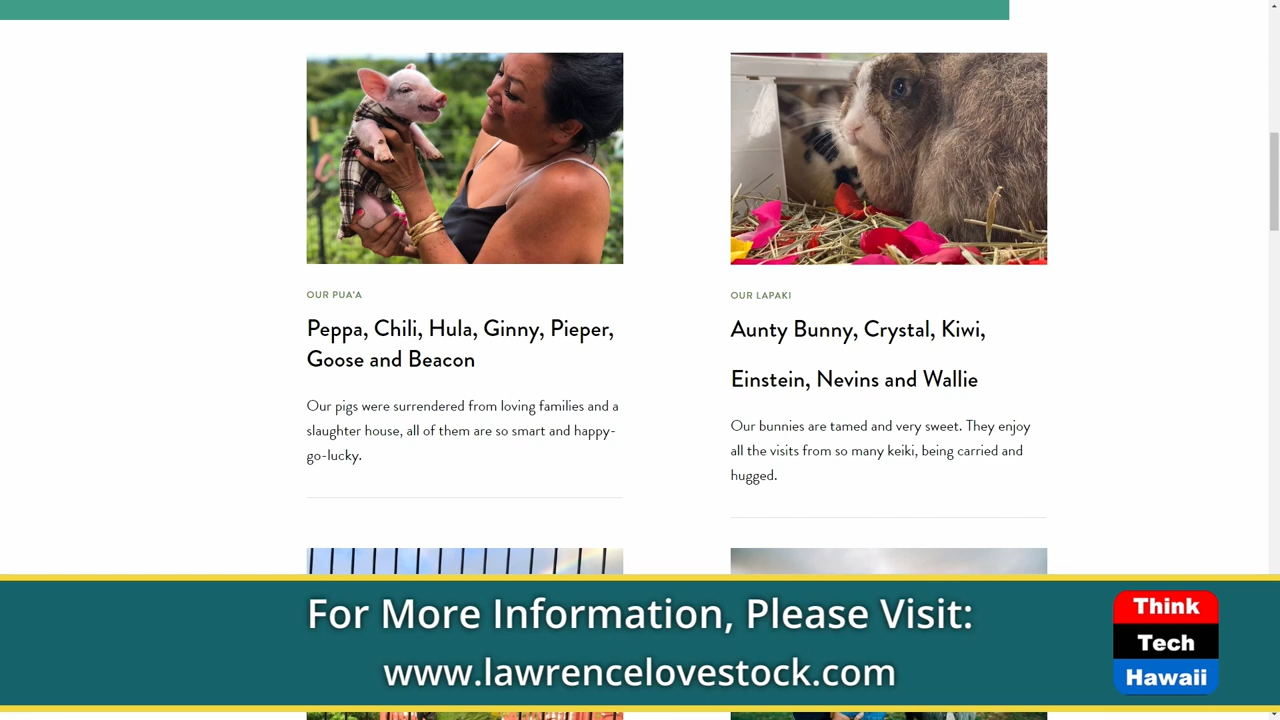 OUR PUA'A
Peppa, Chili, Hula, Ginny, Pieper,
Goose and Beacon
Our pigs were surrendered from loving families and a
slaughter house, all of them are so smart and happy-
go-lucky.
OUR LAPAKI
Aunty Bunny, Crystal, Kiwi,
Einstein, Nevins and Wallie
Our bunnies are tamed and very sweet. They enjoy
all the visits from so many keiki, being carried and
hugged.
For More Information, Please Visit:
www.lawrencelovestock.com
Think
Tech
Hawaii